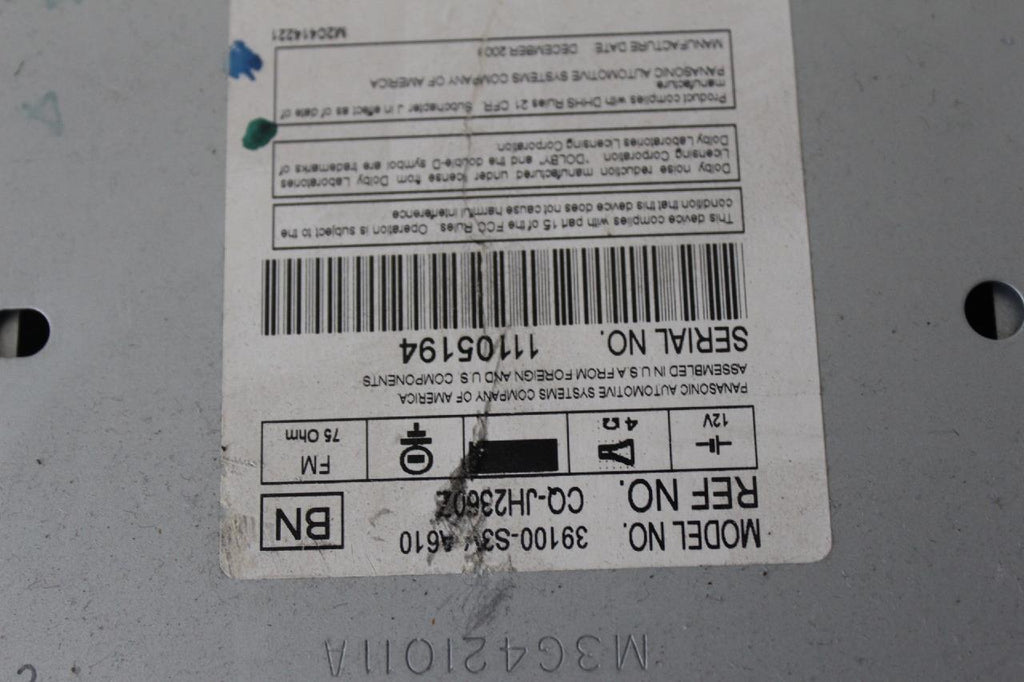 M3G421011A
MODEL NO. 39100-S3V A610
REF NO. CQ-JH2360Z
BN
12V
4Ω
FM
75 Ohm
PANASONIC AUTOMOTIVE SYSTEMS COMPANY OF AMERICA
ASSEMBLED IN U.S.A FROM FOREIGN AND U.S. COMPONENTS
SERIAL NO. 11105194
This device complies with part 15 of the FCC Rules. Operation is subject to the
condition that this device does not cause harmful interference
Dolby noise reduction manufactured under license from Dolby Laboratories
Licensing Corporation. "DOLBY" and the double-D symbol are trademarks of
Dolby Laboratories Licensing Corporation.
Product complies with DHHS Rules 21 CFR. Subchapter J in effect as of date of
manufacture
PANASONIC AUTOMOTIVE SYSTEMS COMPANY OF AMERICA
MANUFACTURE DATE DECEMBER
M2C414221